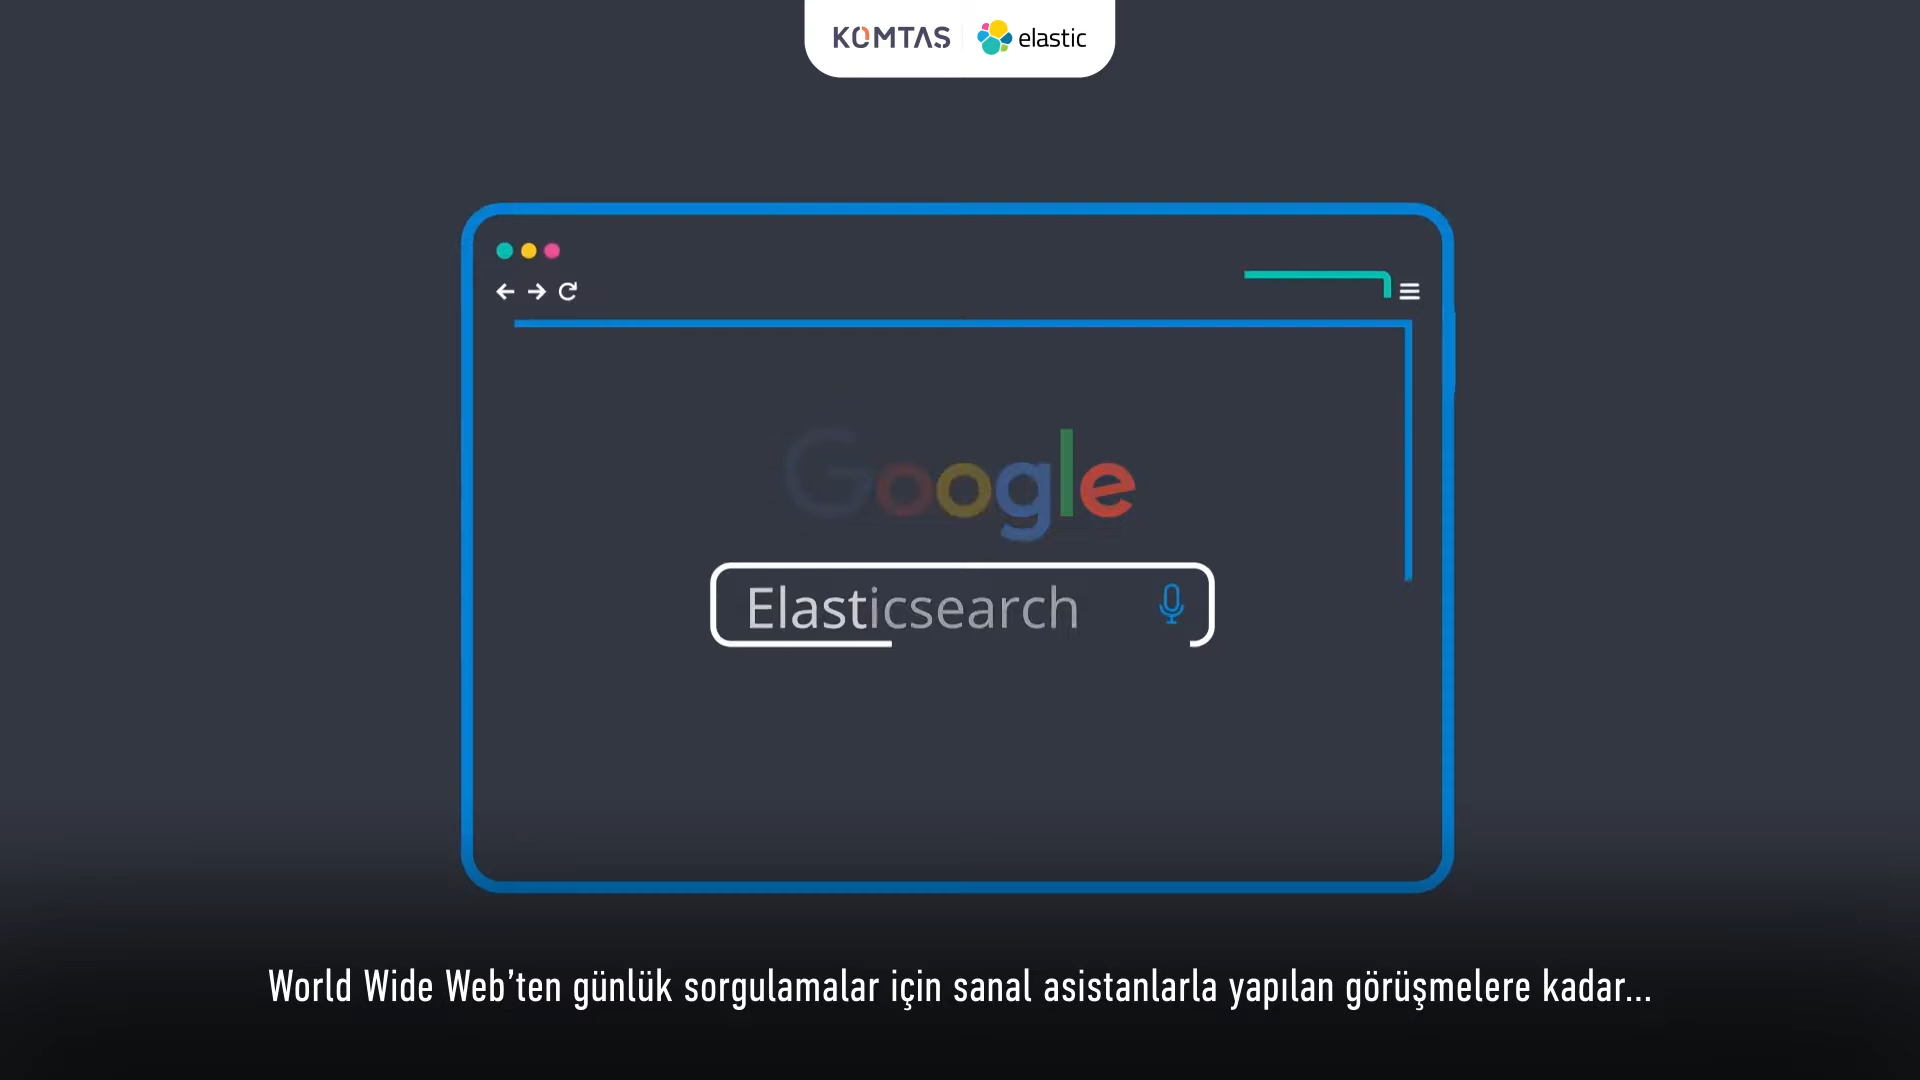 KOMTAS elastic
Google
Elasticsearch
World Wide Web’ten günlük sorgulamalar için sanal asistanlarla yapılan görüşmelere kadar...